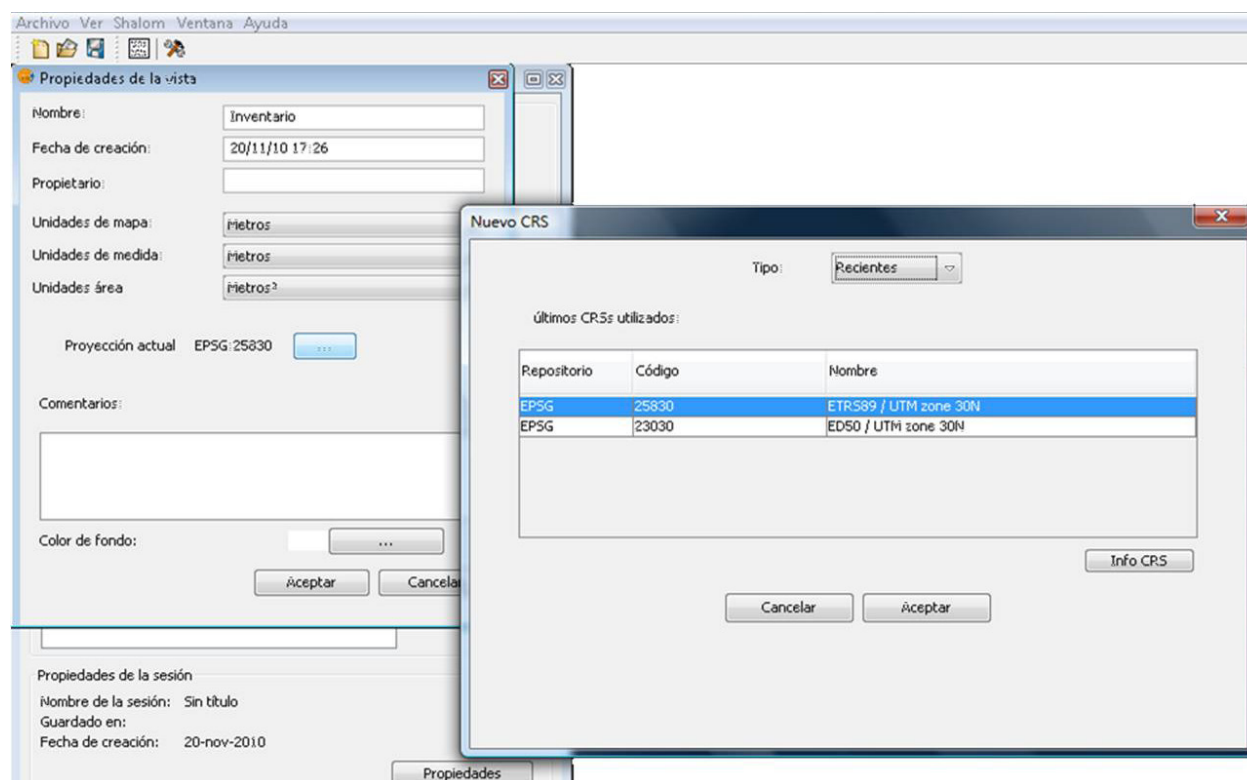 Archivo Ver Shalom Ventana Ayuda
Propiedades de la vista
Nombre: Inventario
Fecha de creación: 20/11/10 17:26
Propietario:
Unidades de mapa: Metros
Unidades de medida: Metros
Unidades área Metros²
Proyección actual EPSG:25830 ...
Comentarios:
Color de fondo: ...
Aceptar Cancelar
Propiedades de la sesión
Nombre de la sesión: Sin título
Guardado en:
Fecha de creación: 20-nov-2010
Propiedades
Nuevo CRS
Tipo: Recientes
últimos CRSs utilizados:
Repositorio Código Nombre
EPSG 25830 ETRS89 / UTM zone 30N
EPSG 23030 ED50 / UTM zone 30N
Info CRS
Cancelar Aceptar